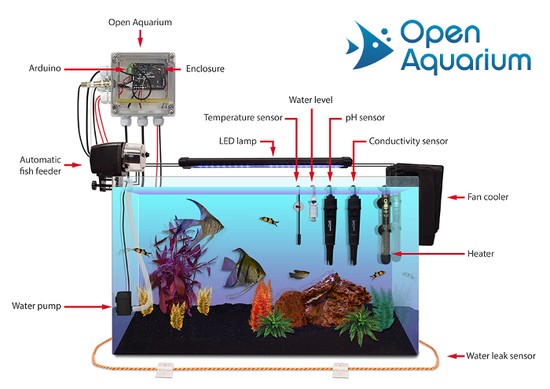 Open Aquarium
Open
Aquarium
Arduino
Enclosure
Water level
Temperature sensor
pH sensor
LED lamp
Conductivity sensor
Automatic
fish feeder
Fan cooler
Heater
Water pump
Water leak sensor